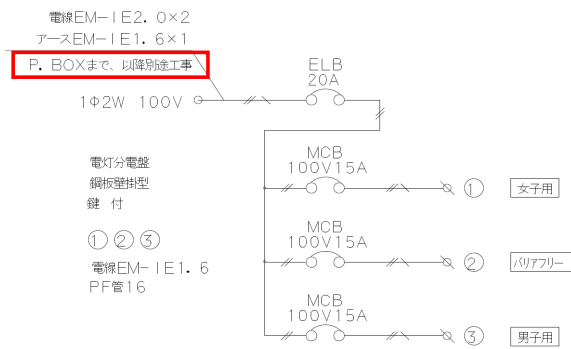 電線EM-IE2.0×2
アースEM-IE1.6×1
P.BOXまで、以降別途工事
1Φ2W 100V
ELB
20A
電灯分電盤
鋼板壁掛型
鍵 付
①②③
電線EM-IE1.6
PF管16
MCB
100V15A
① 女子用
MCB
100V15A
② バリアフリー
MCB
100V15A
③ 男子用